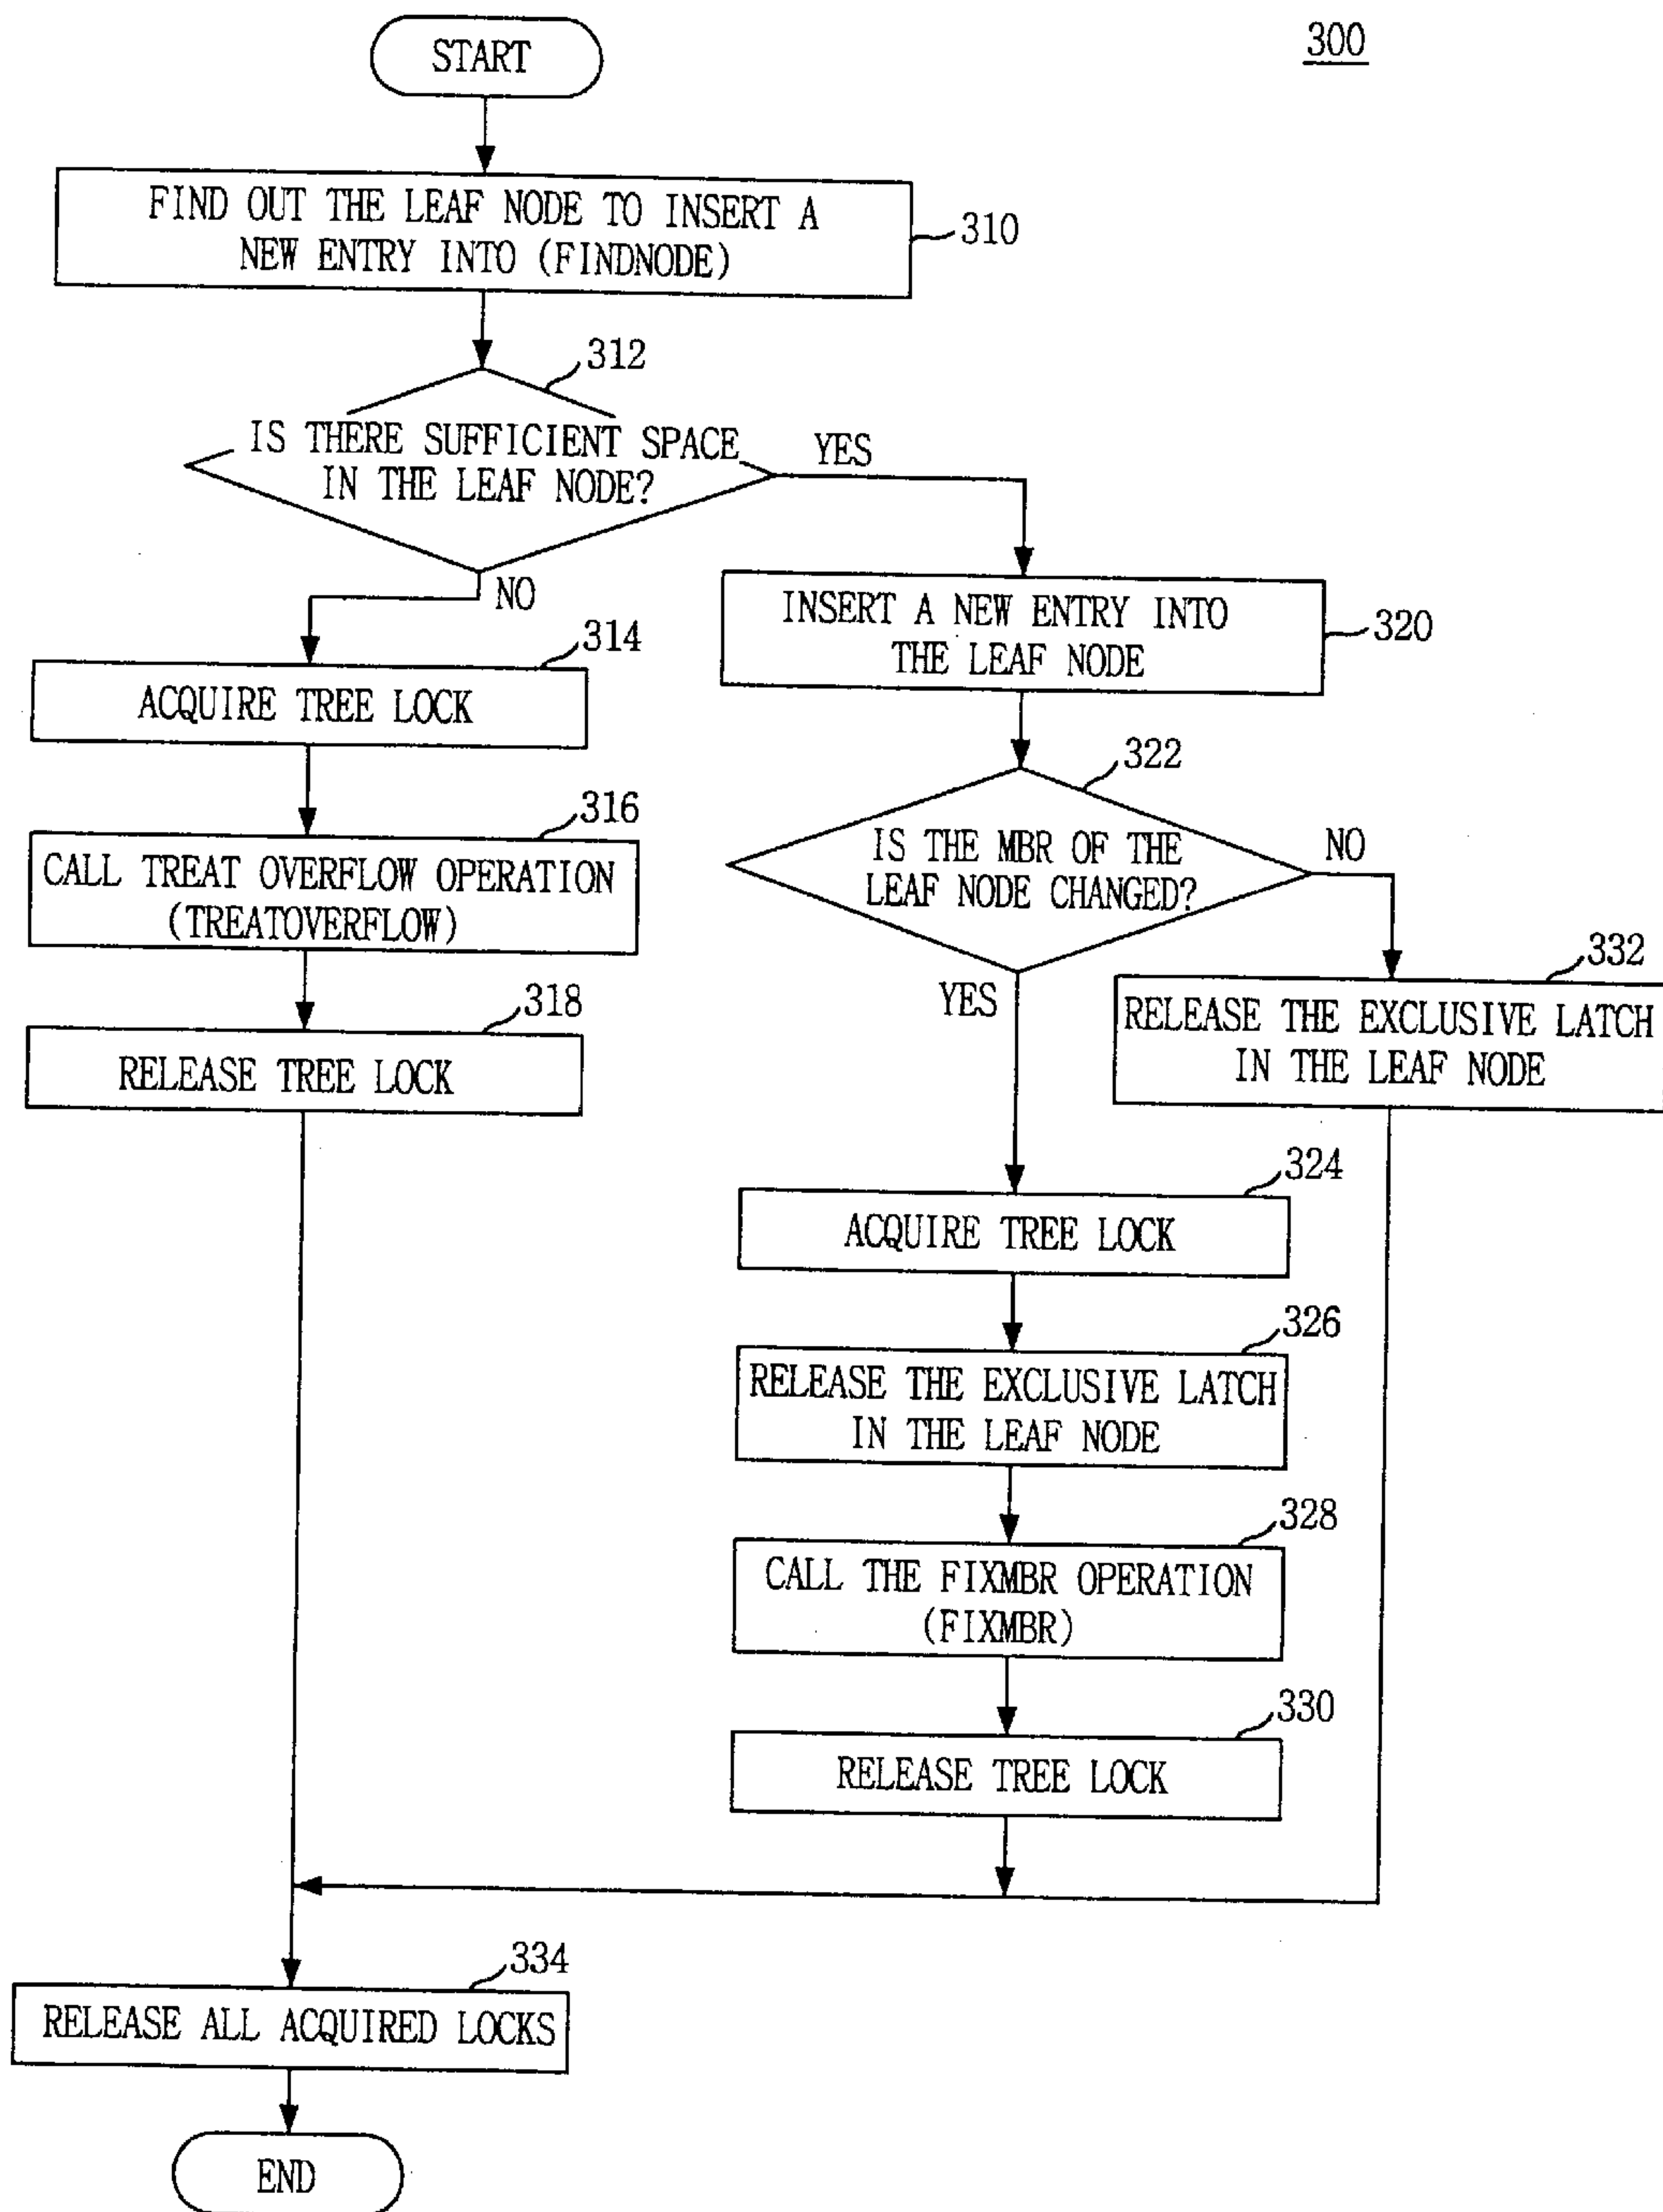 300
START
FIND OUT THE LEAF NODE TO INSERT A
NEW ENTRY INTO (FINDNODE)
310
312
IS THERE SUFFICIENT SPACE
IN THE LEAF NODE?
YES
NO
314
ACQUIRE TREE LOCK
316
CALL TREAT OVERFLOW OPERATION
(TREATOVERFLOW)
318
RELEASE TREE LOCK
INSERT A NEW ENTRY INTO
THE LEAF NODE
320
322
IS THE MBR OF THE
LEAF NODE CHANGED?
NO
YES
332
RELEASE THE EXCLUSIVE LATCH
IN THE LEAF NODE
324
ACQUIRE TREE LOCK
326
RELEASE THE EXCLUSIVE LATCH
IN THE LEAF NODE
328
CALL THE FIXMBR OPERATION
(FIXMBR)
330
RELEASE TREE LOCK
334
RELEASE ALL ACQUIRED LOCKS
END